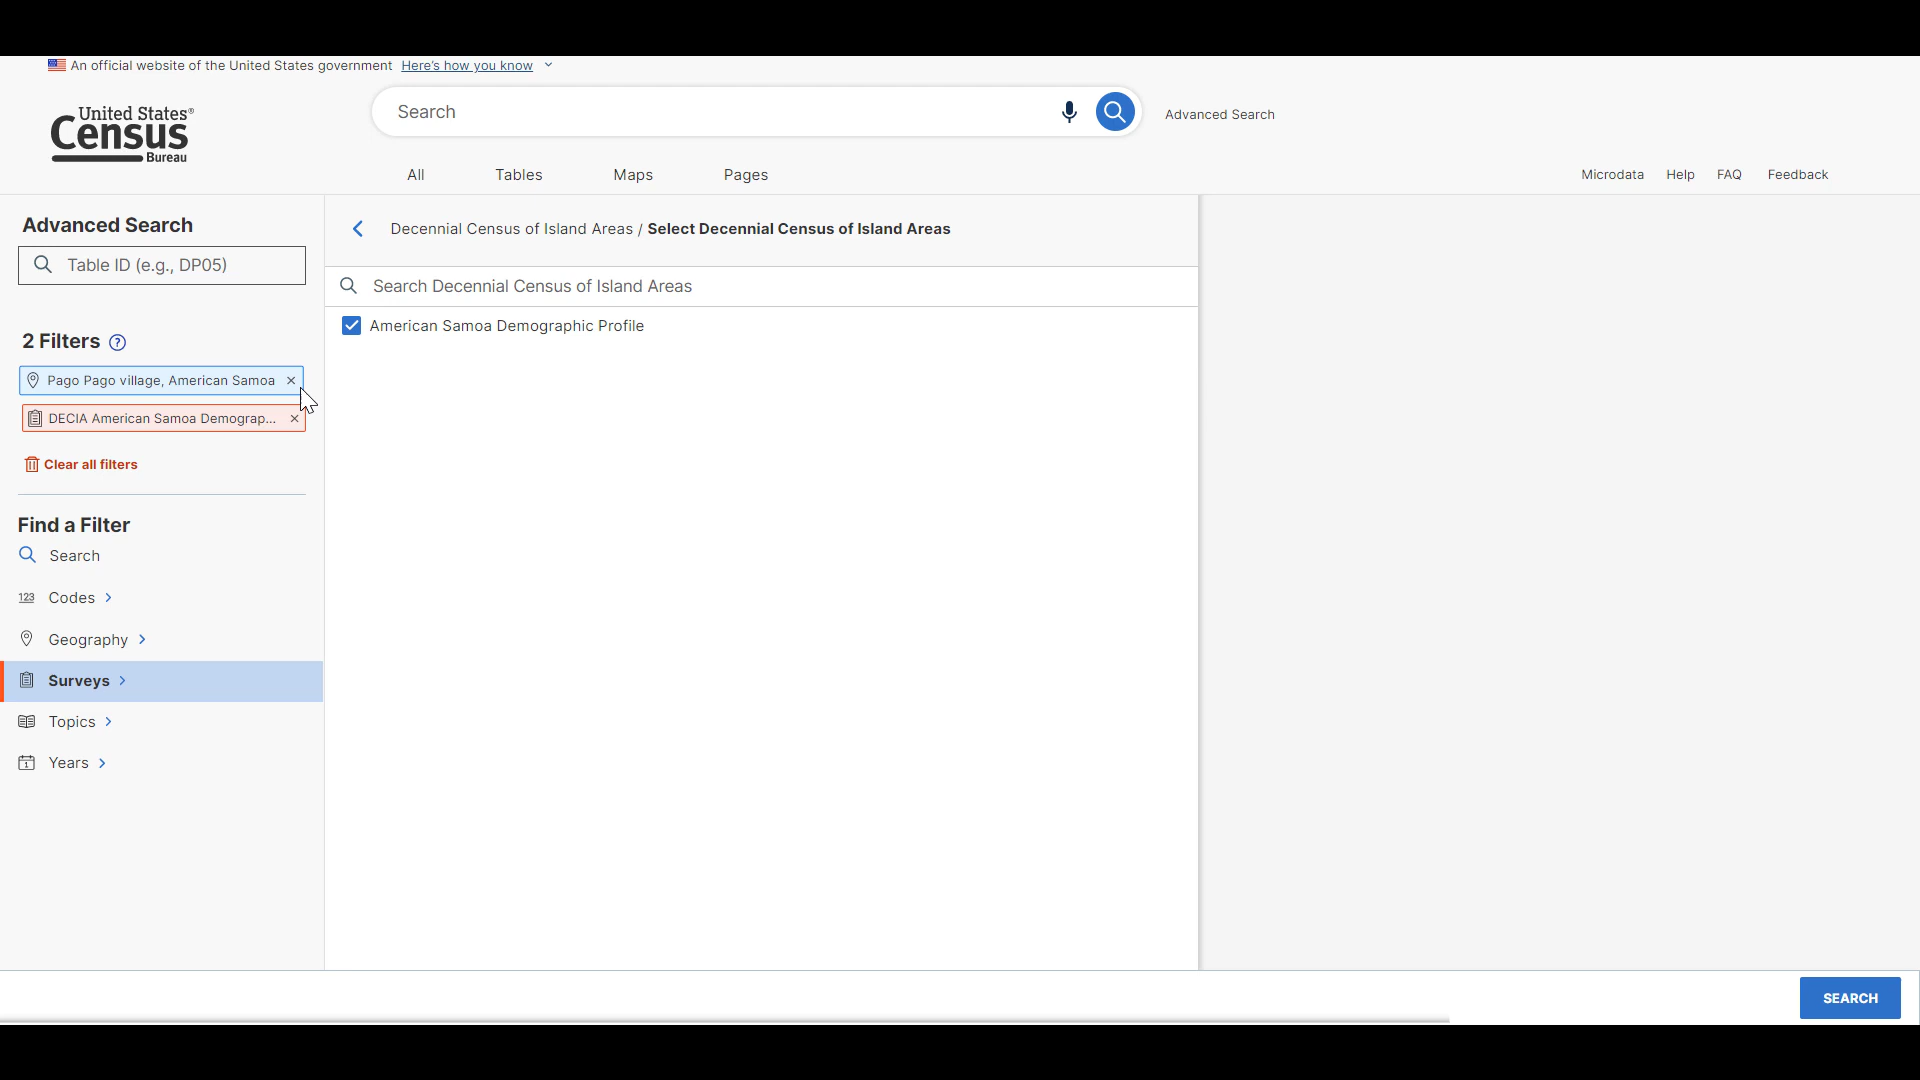 An official website of the United States government Here's how you know
United States®
Census
Bureau
Search
Advanced Search
All Tables Maps Pages
Microdata Help FAQ Feedback
Advanced Search
Table ID (e.g., DP05)
2 Filters ?
Pago Pago village, American Samoa
DECIA American Samoa Demograp...
Clear all filters
Find a Filter
Search
123 Codes
Geography
Surveys
Topics
1 Years
Decennial Census of Island Areas / Select Decennial Census of Island Areas
Search Decennial Census of Island Areas
American Samoa Demographic Profile
SEARCH